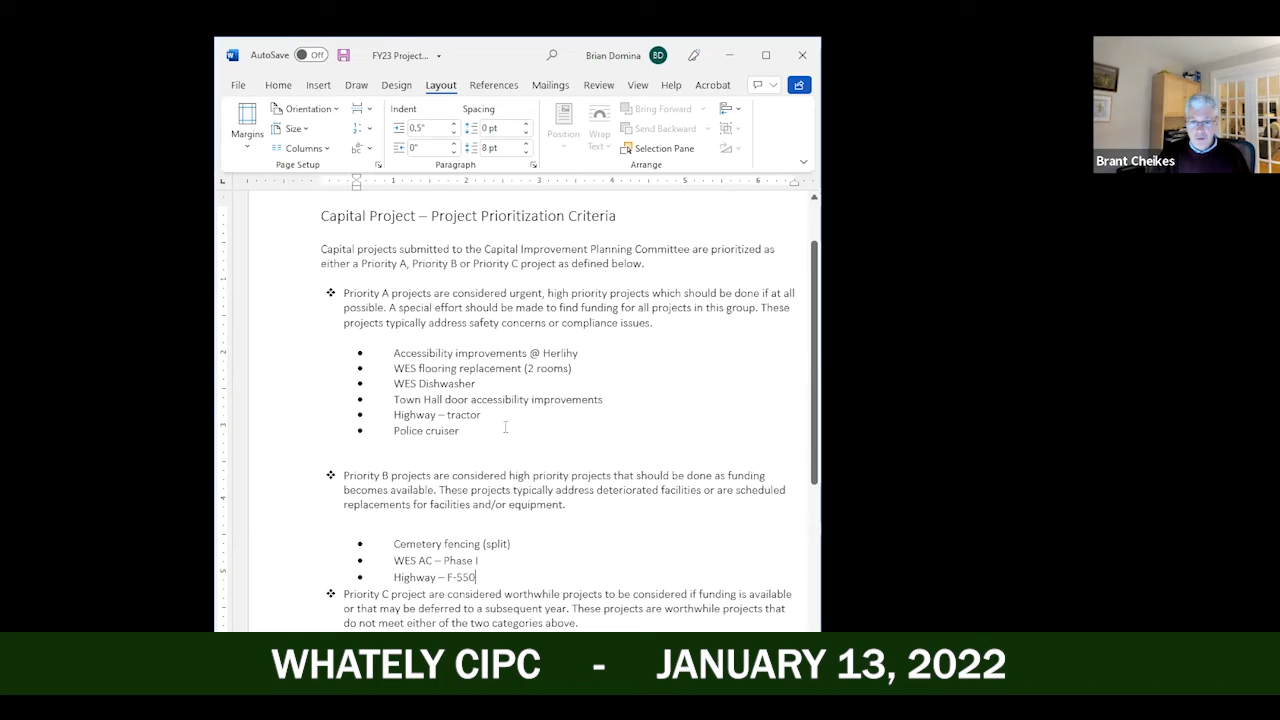 AutoSave Off FY23 Project... Brian Domina BD
File Home Insert Draw Design Layout References Mailings Review View Help Acrobat
Margins
Orientation
Size
Columns
Page Setup
Indent
0.5"
0"
Spacing
0 pt
8 pt
Paragraph
Position
Wrap
Text
Bring Forward
Send Backward
Selection Pane
Arrange
1 2 3 4 5 6
Capital Project – Project Prioritization Criteria
Capital projects submitted to the Capital Improvement Planning Committee are prioritized as
either a Priority A, Priority B or Priority C project as defined below.
❖ Priority A projects are considered urgent, high priority projects which should be done if at all
possible. A special effort should be made to find funding for all projects in this group. These
projects typically address safety concerns or compliance issues.
• Accessibility improvements @ Herlihy
• WES flooring replacement (2 rooms)
• WES Dishwasher
• Town Hall door accessibility improvements
• Highway – tractor
• Police cruiser
❖ Priority B projects are considered high priority projects that should be done as funding
becomes available. These projects typically address deteriorated facilities or are scheduled
replacements for facilities and/or equipment.
• Cemetery fencing (split)
• WES AC – Phase I
• Highway – F-550
❖ Priority C project are considered worthwhile projects to be considered if funding is available
or that may be deferred to a subsequent year. These projects are worthwhile projects that
do not meet either of the two categories above.
Brant Cheikes
WHATELY CIPC - JANUARY 13, 2022